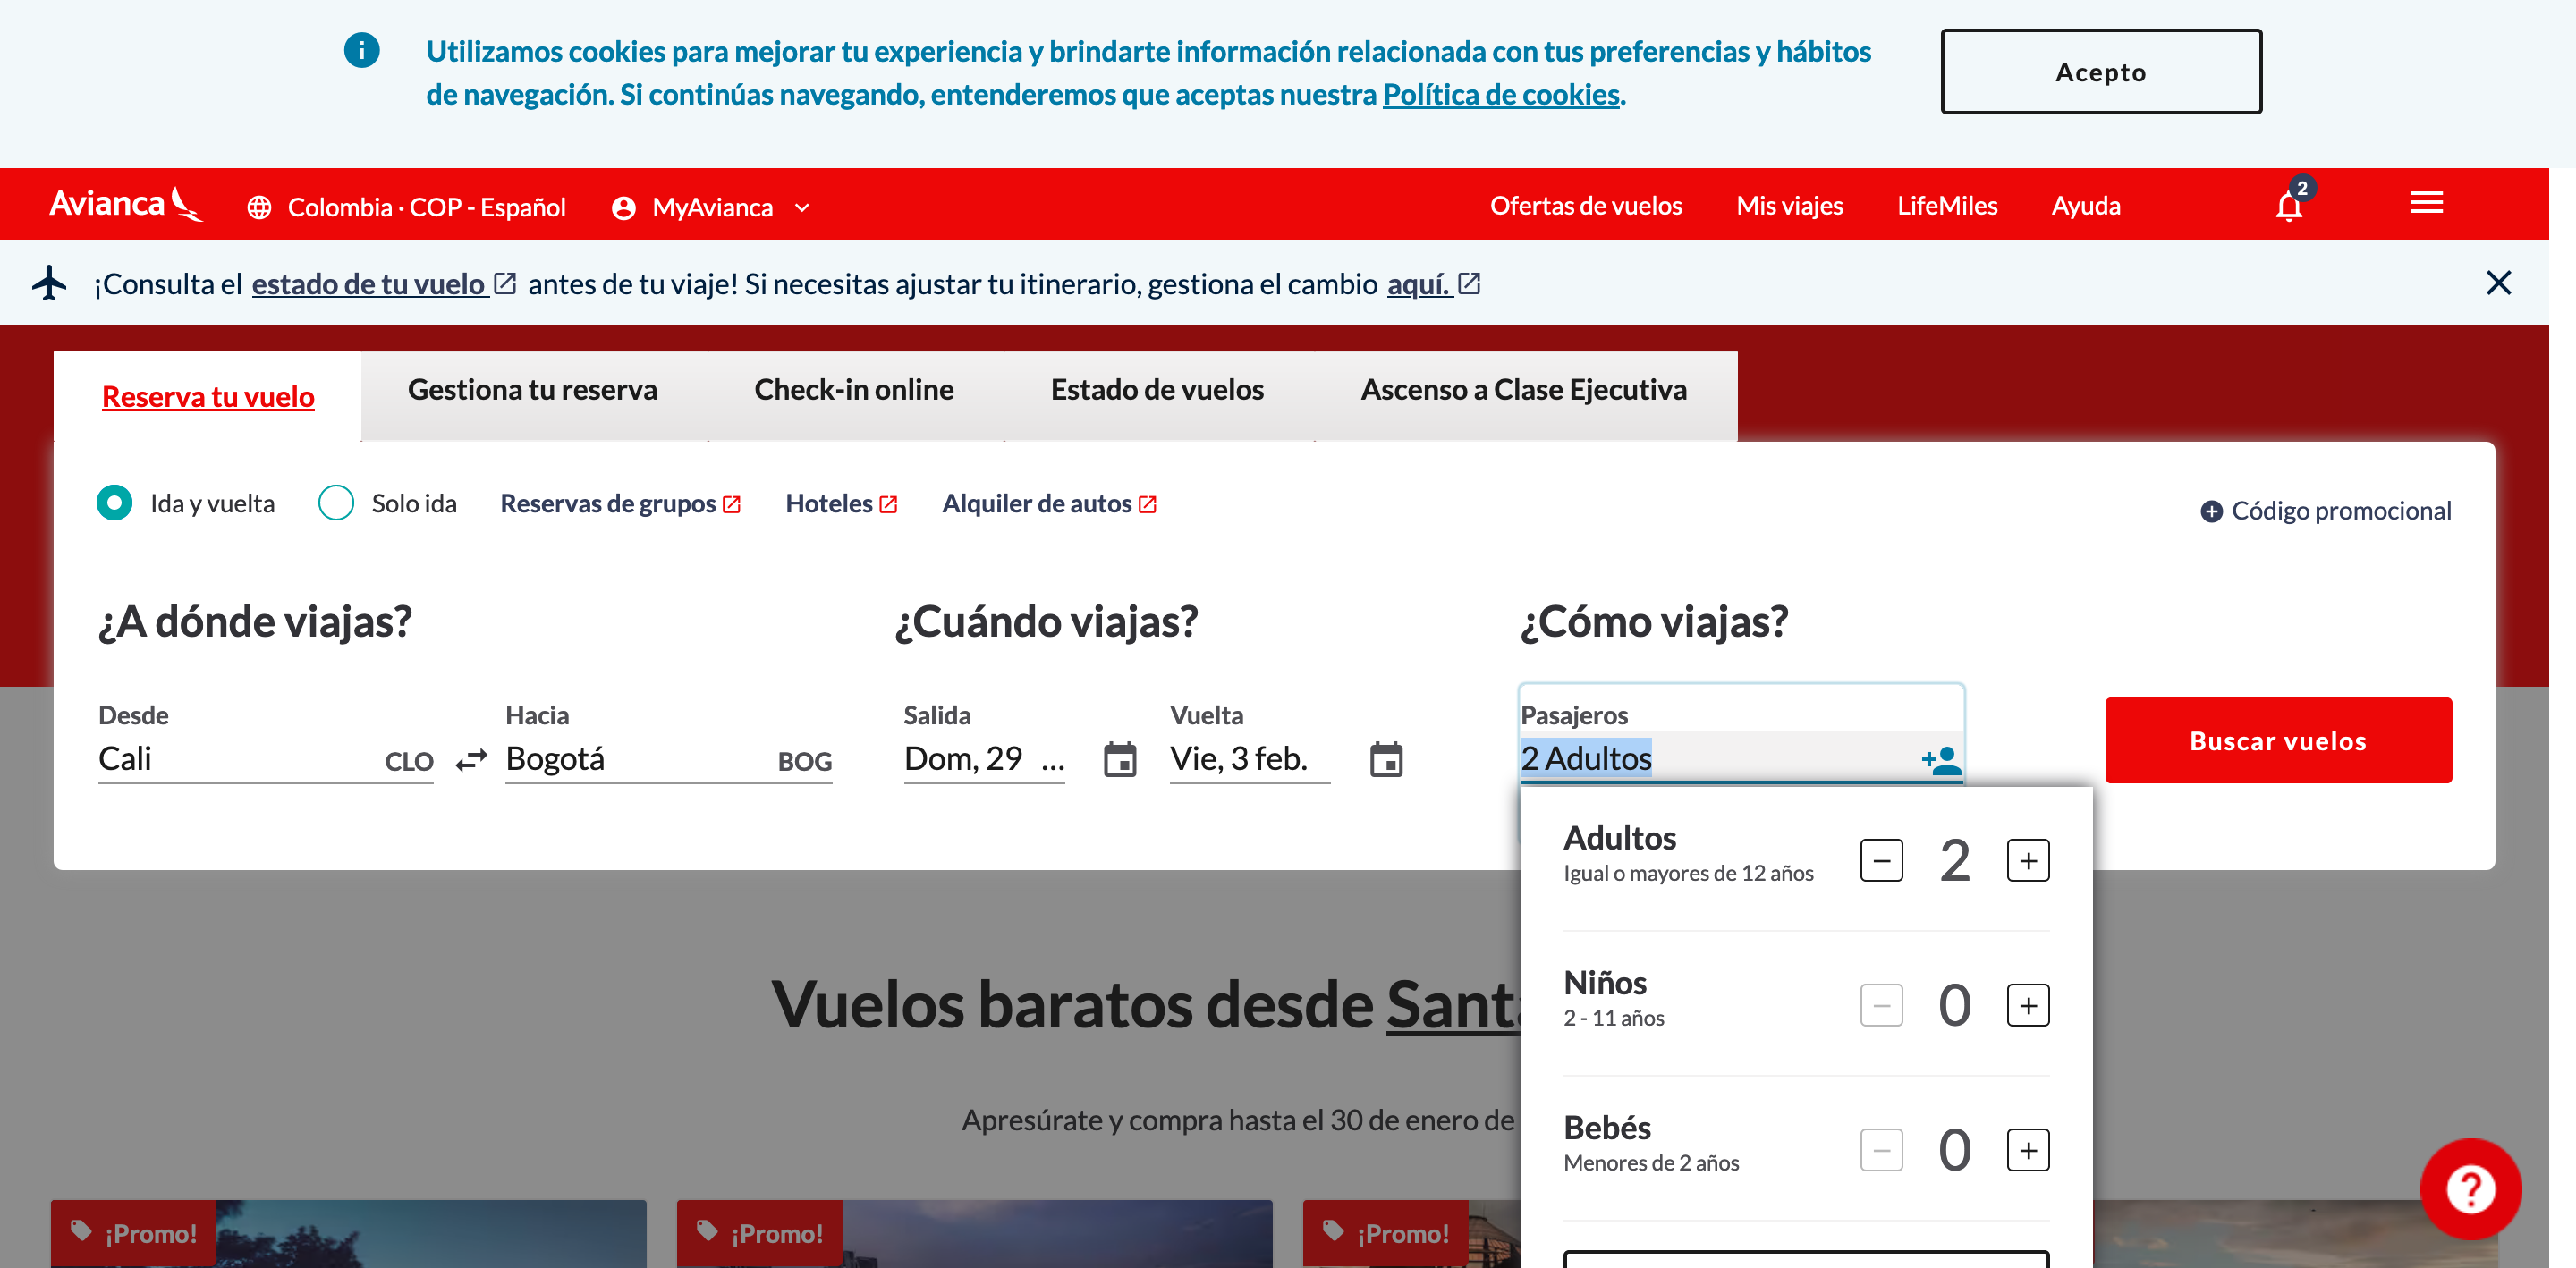 Utilizamos cookies para mejorar tu experiencia y brindarte información relacionada con tus preferencias y hábitos
de navegación. Si continúas navegando, entenderemos que aceptas nuestra Política de cookies.
Acepto
Avianca
Colombia · COP - Español
MyAvianca
Ofertas de vuelos
Mis viajes
LifeMiles
Ayuda
2
¡Consulta el estado de tu vuelo antes de tu viaje! Si necesitas ajustar tu itinerario, gestiona el cambio aquí.
Reserva tu vuelo
Gestiona tu reserva
Check-in online
Estado de vuelos
Ascenso a Clase Ejecutiva
Ida y vuelta
Solo ida
Reservas de grupos
Hoteles
Alquiler de autos
Código promocional
¿A dónde viajas?
¿Cuándo viajas?
¿Cómo viajas?
Desde
Cali
CLO
Hacia
Bogotá
BOG
Salida
Dom, 29 ...
Vuelta
Vie, 3 feb.
Pasajeros
2 Adultos
Buscar vuelos
Adultos
Igual o mayores de 12 años
2
Niños
2 - 11 años
0
Bebés
Menores de 2 años
0
Vuelos baratos desde Sant
Apresúrate y compra hasta el 30 de enero de
¡Promo!
¡Promo!
¡Promo!